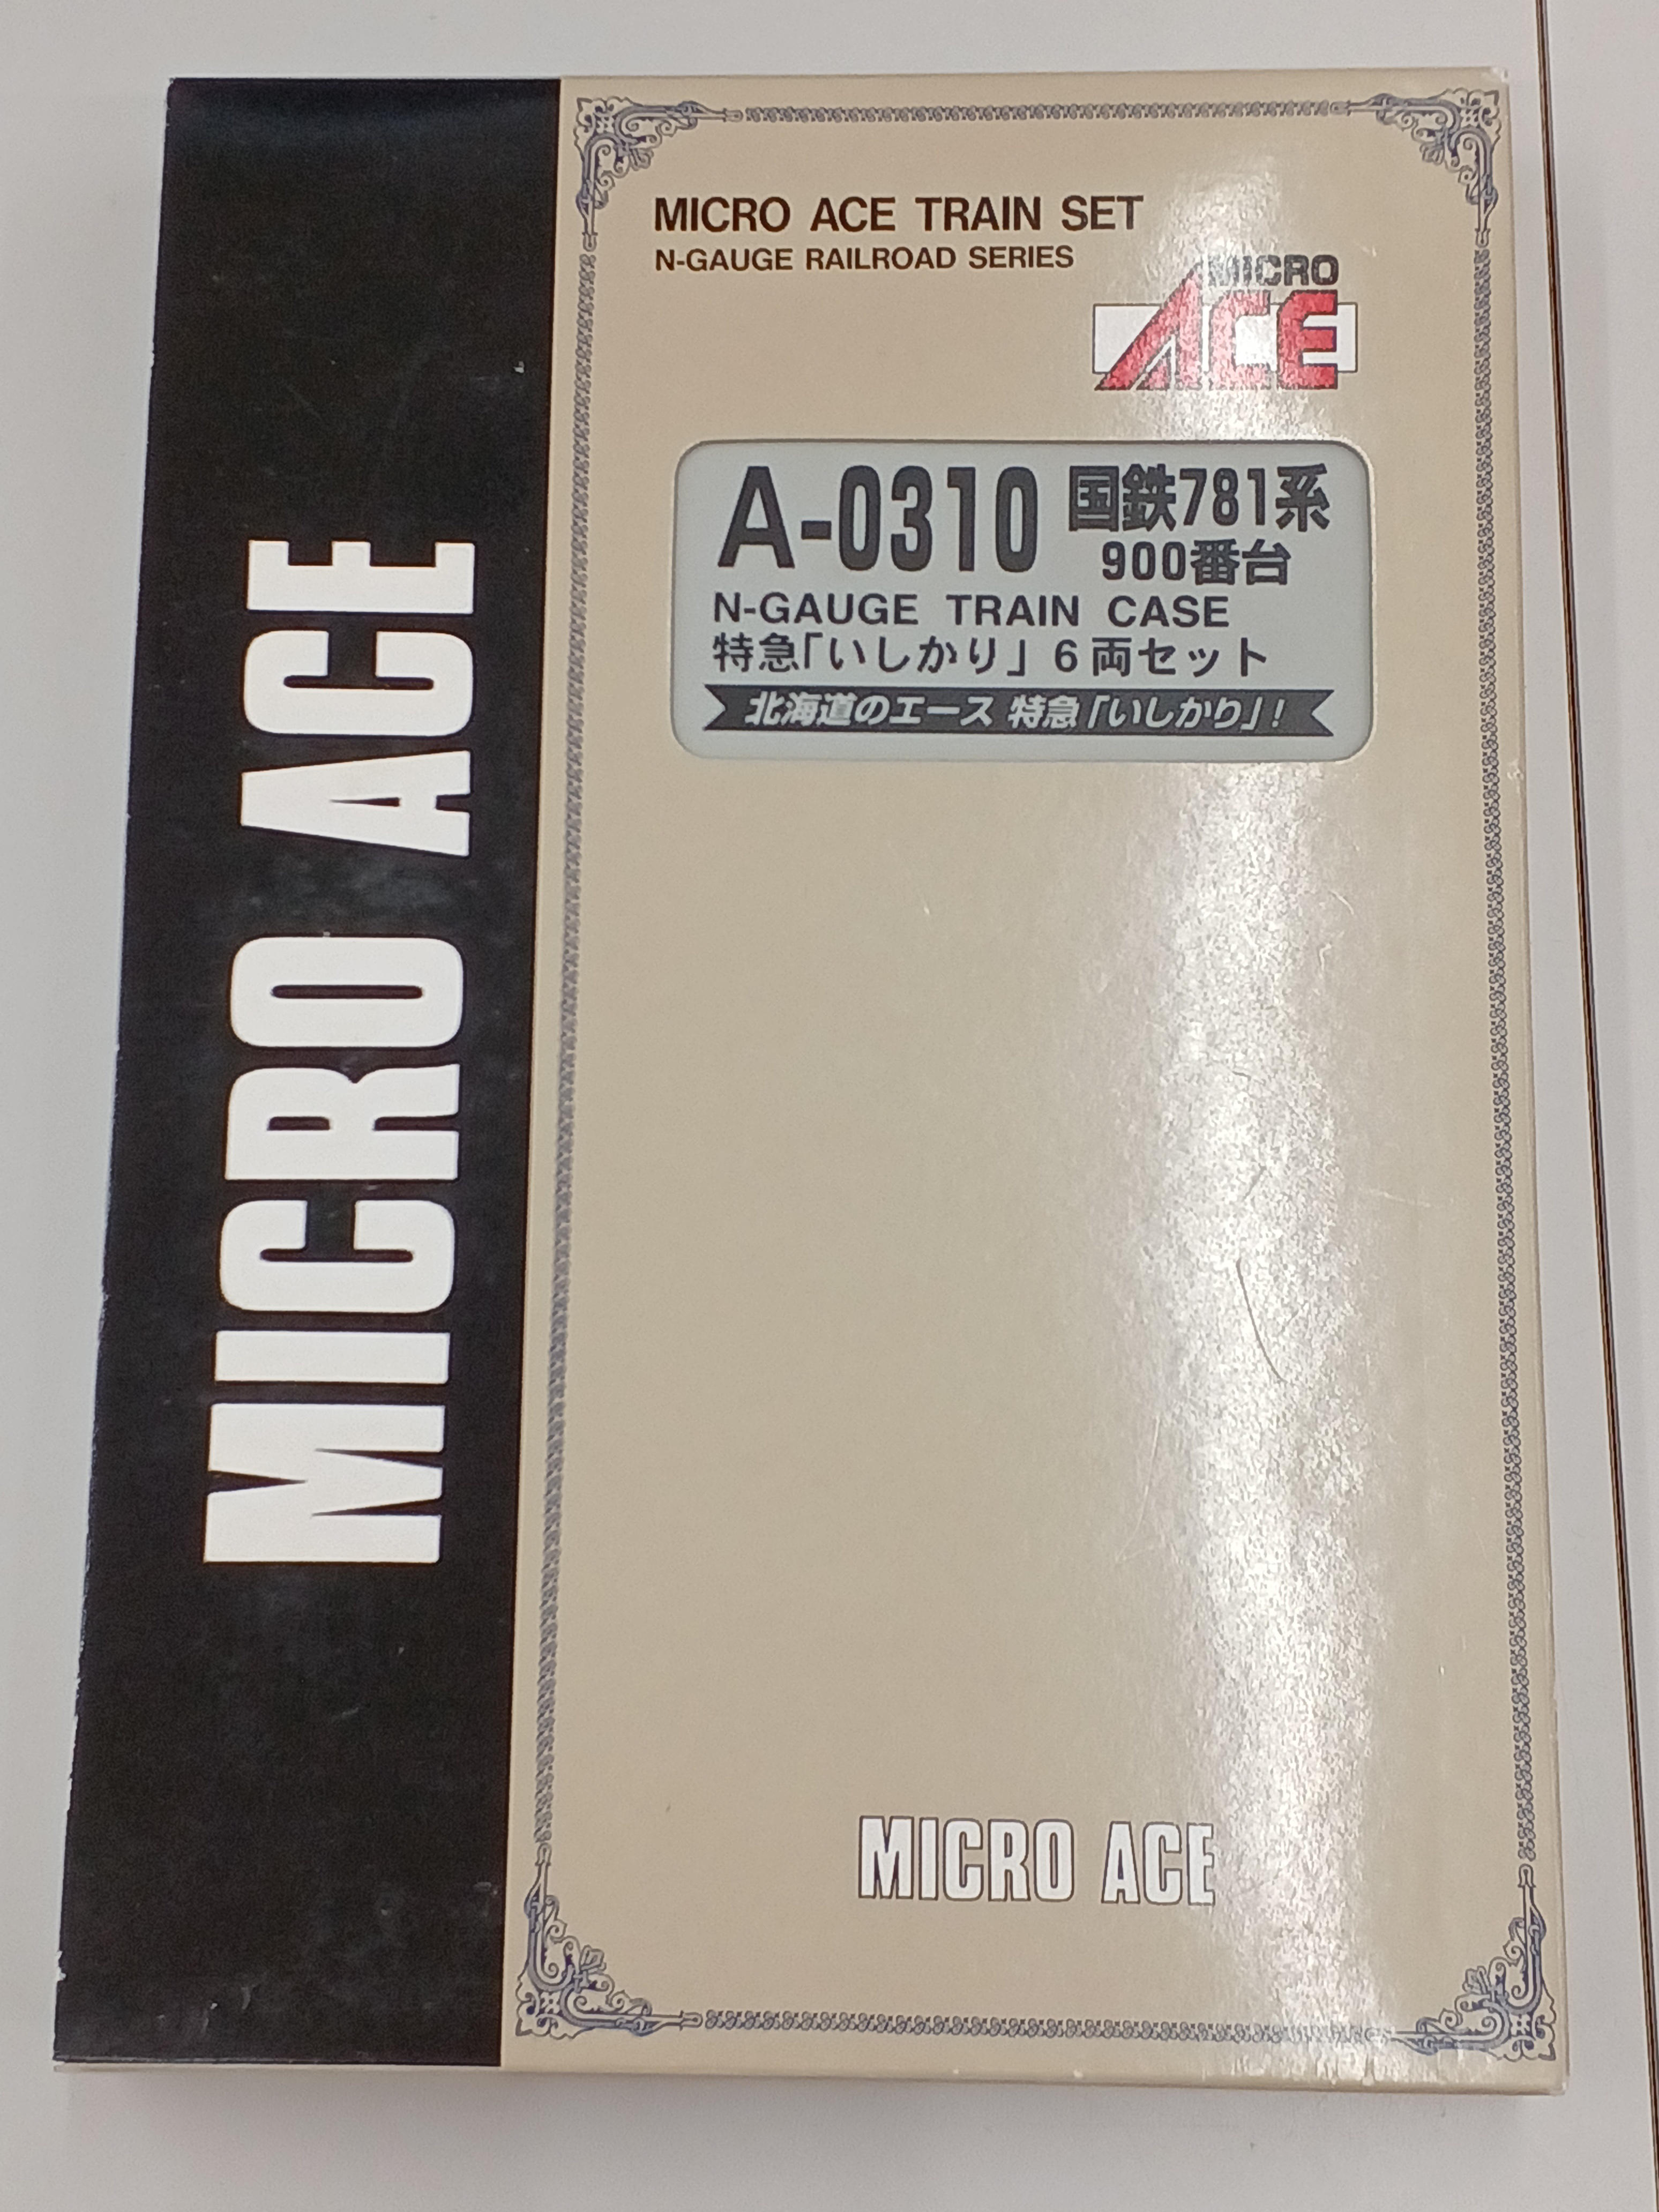 MICRO ACE
MICRO ACE TRAIN SET
N-GAUGE RAILROAD SERIES
MICRO
ACE
A-0310 国鉄781系
900番台
N-GAUGE TRAIN CASE
特急「いしかり」6両セット
北海道のエース 特急「いしかり」!
MICRO ACE